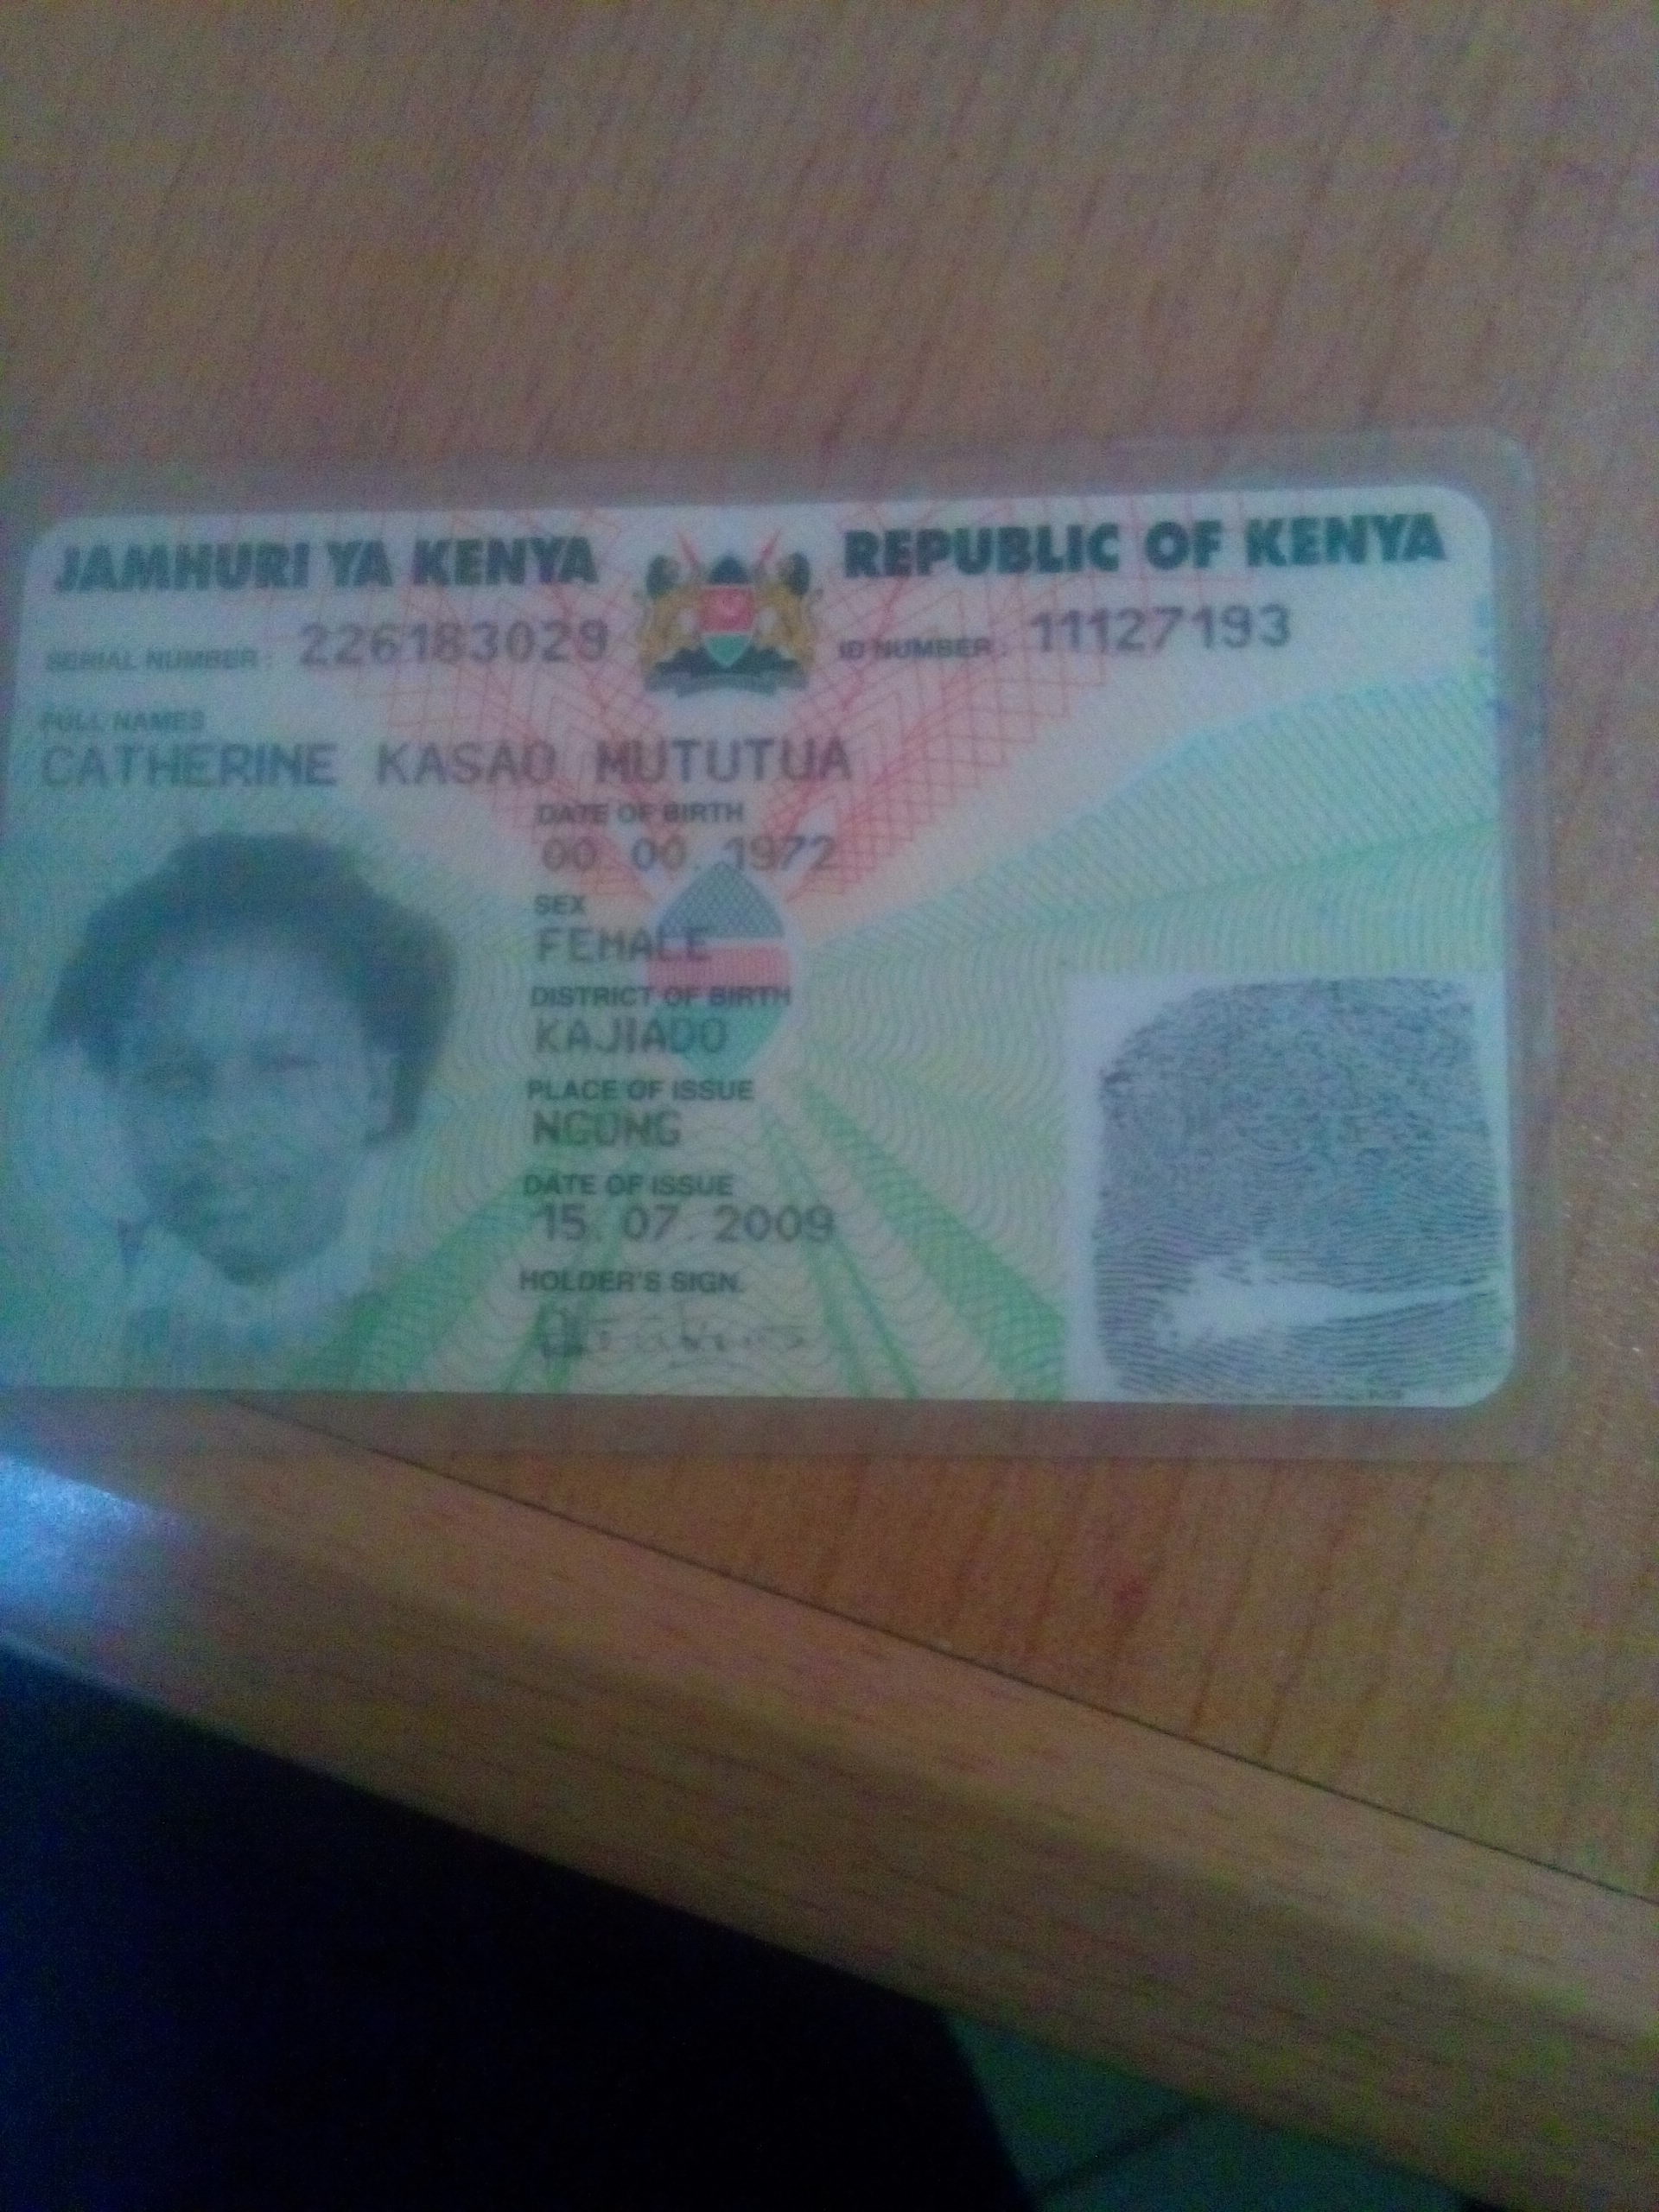 JAMHURI YA KENYA REPUBLIC OF KENYA
SERIAL NUMBER: 226183029 ID NUMBER: 11127193
FULL NAMES
CATHERINE KASAO MUTUTUA
DATE OF BIRTH
00. 00. 1972
SEX
FEMALE
DISTRICT OF BIRTH
KAJIADO
PLACE OF ISSUE
NGONG
DATE OF ISSUE
15. 07. 2009
HOLDER'S SIGN.